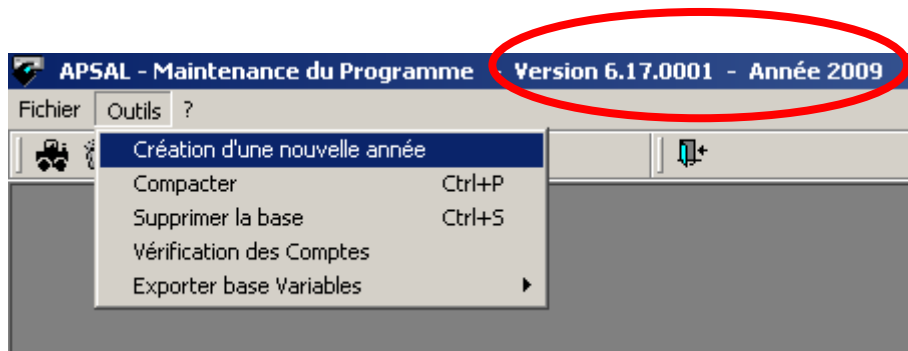 APSAL - Maintenance du Programme - Version 6.17.0001 - Année 2009
Fichier Outils ?
Création d'une nouvelle année
Compacter Ctrl+P
Supprimer la base Ctrl+S
Vérification des Comptes
Exporter base Variables